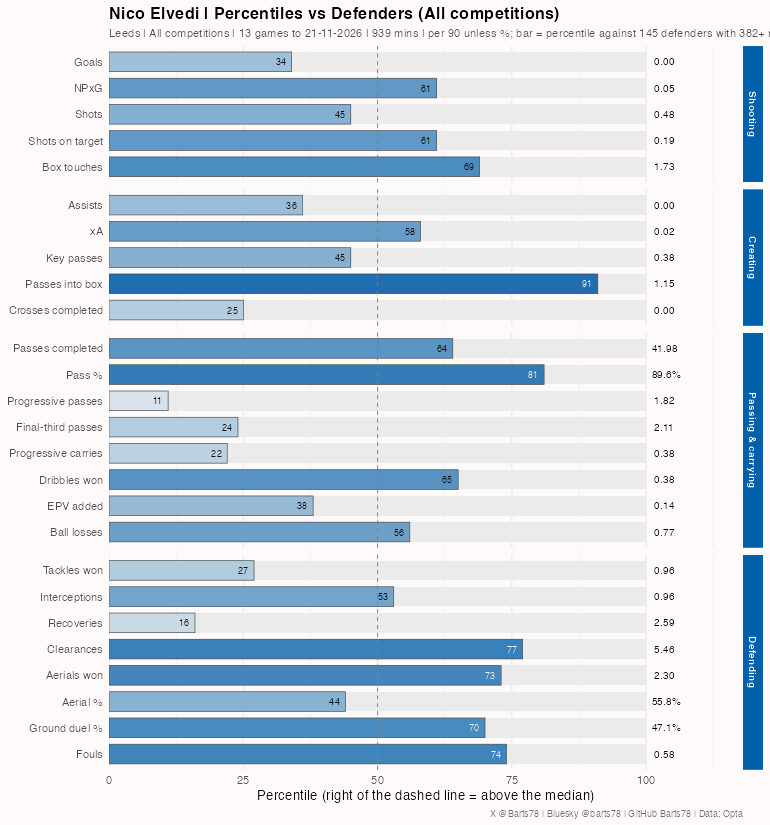 Nico Elvedi | Percentiles vs Defenders (All competitions)
Leeds | All competitions | 13 games to 21-11-2026 | 939 mins | per 90 unless %; bar = percentile against 145 defenders with 382+
Goals 34 0.00
NPxG 61 0.05
Shots 45 0.48
Shots on target 61 0.19
Box touches 69 1.73
Shooting
Assists 36 0.00
xA 58 0.02
Key passes 45 0.38
Passes into box 91 1.15
Crosses completed 25 0.00
Creating
Passes completed 64 41.98
Pass % 81 89.6%
Progressive passes 11 1.82
Final-third passes 24 2.11
Progressive carries 22 0.38
Dribbles won 65 0.38
EPV added 38 0.14
Ball losses 56 0.77
Passing & carrying
Tackles won 27 0.96
Interceptions 53 0.96
Recoveries 16 2.59
Clearances 77 5.46
Aerials won 73 2.30
Aerial % 44 55.8%
Ground duel % 70 47.1%
Fouls 74 0.58
Defending
0 25 50 75 100
Percentile (right of the dashed line = above the median)
X @Barts78 | Bluesky @barts78 | GitHub Barts78 | Data: Opta